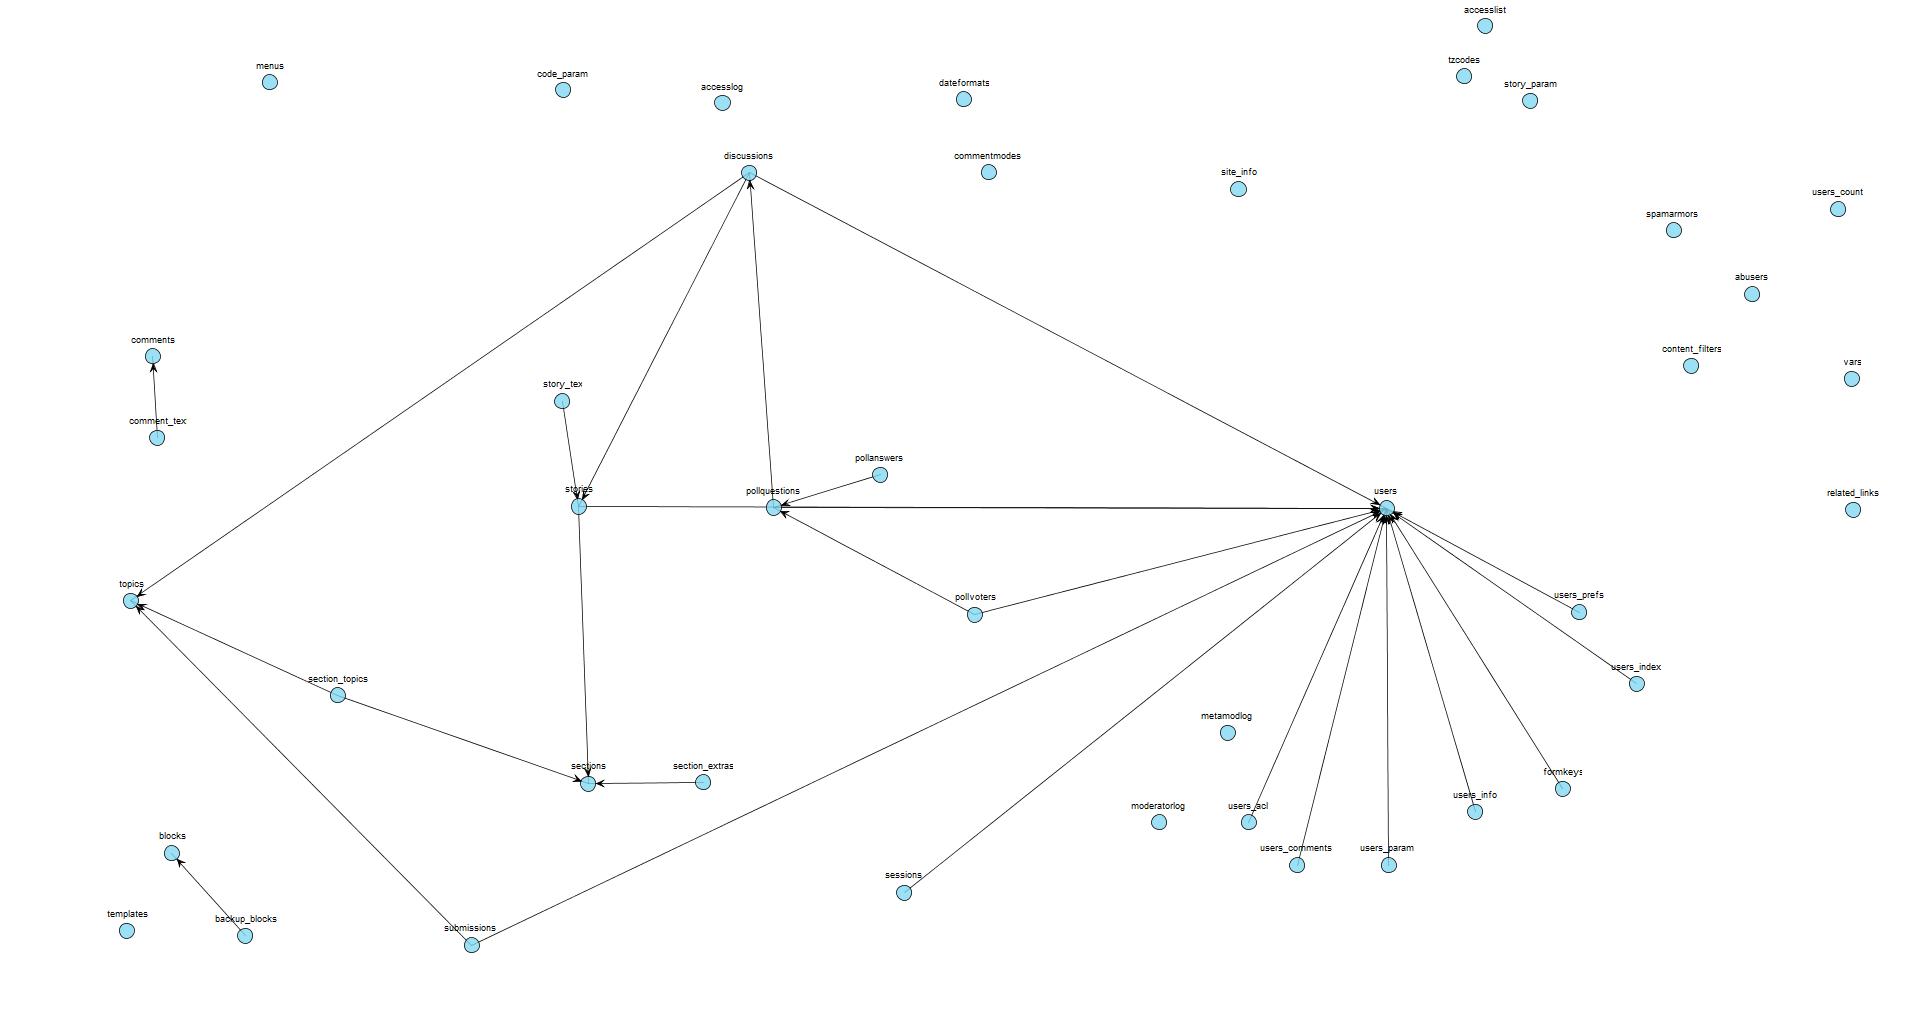 accesslist
menus
code_param
accesslog
dateformats
tzcodes
story_param
discussions
commentmodes
site_info
users_count
spamarmors
abusers
comments
content_filters
vars
story_tex
comment_tex
pollanswers
stories
pollquestions
users
related_links
topics
pollvoters
users_prefs
section_topics
users_index
metamodlog
sections
section_extras
formkeys
users_info
moderatorlog
users_acl
blocks
users_comments
users_param
sessions
templates
backup_blocks
submissions